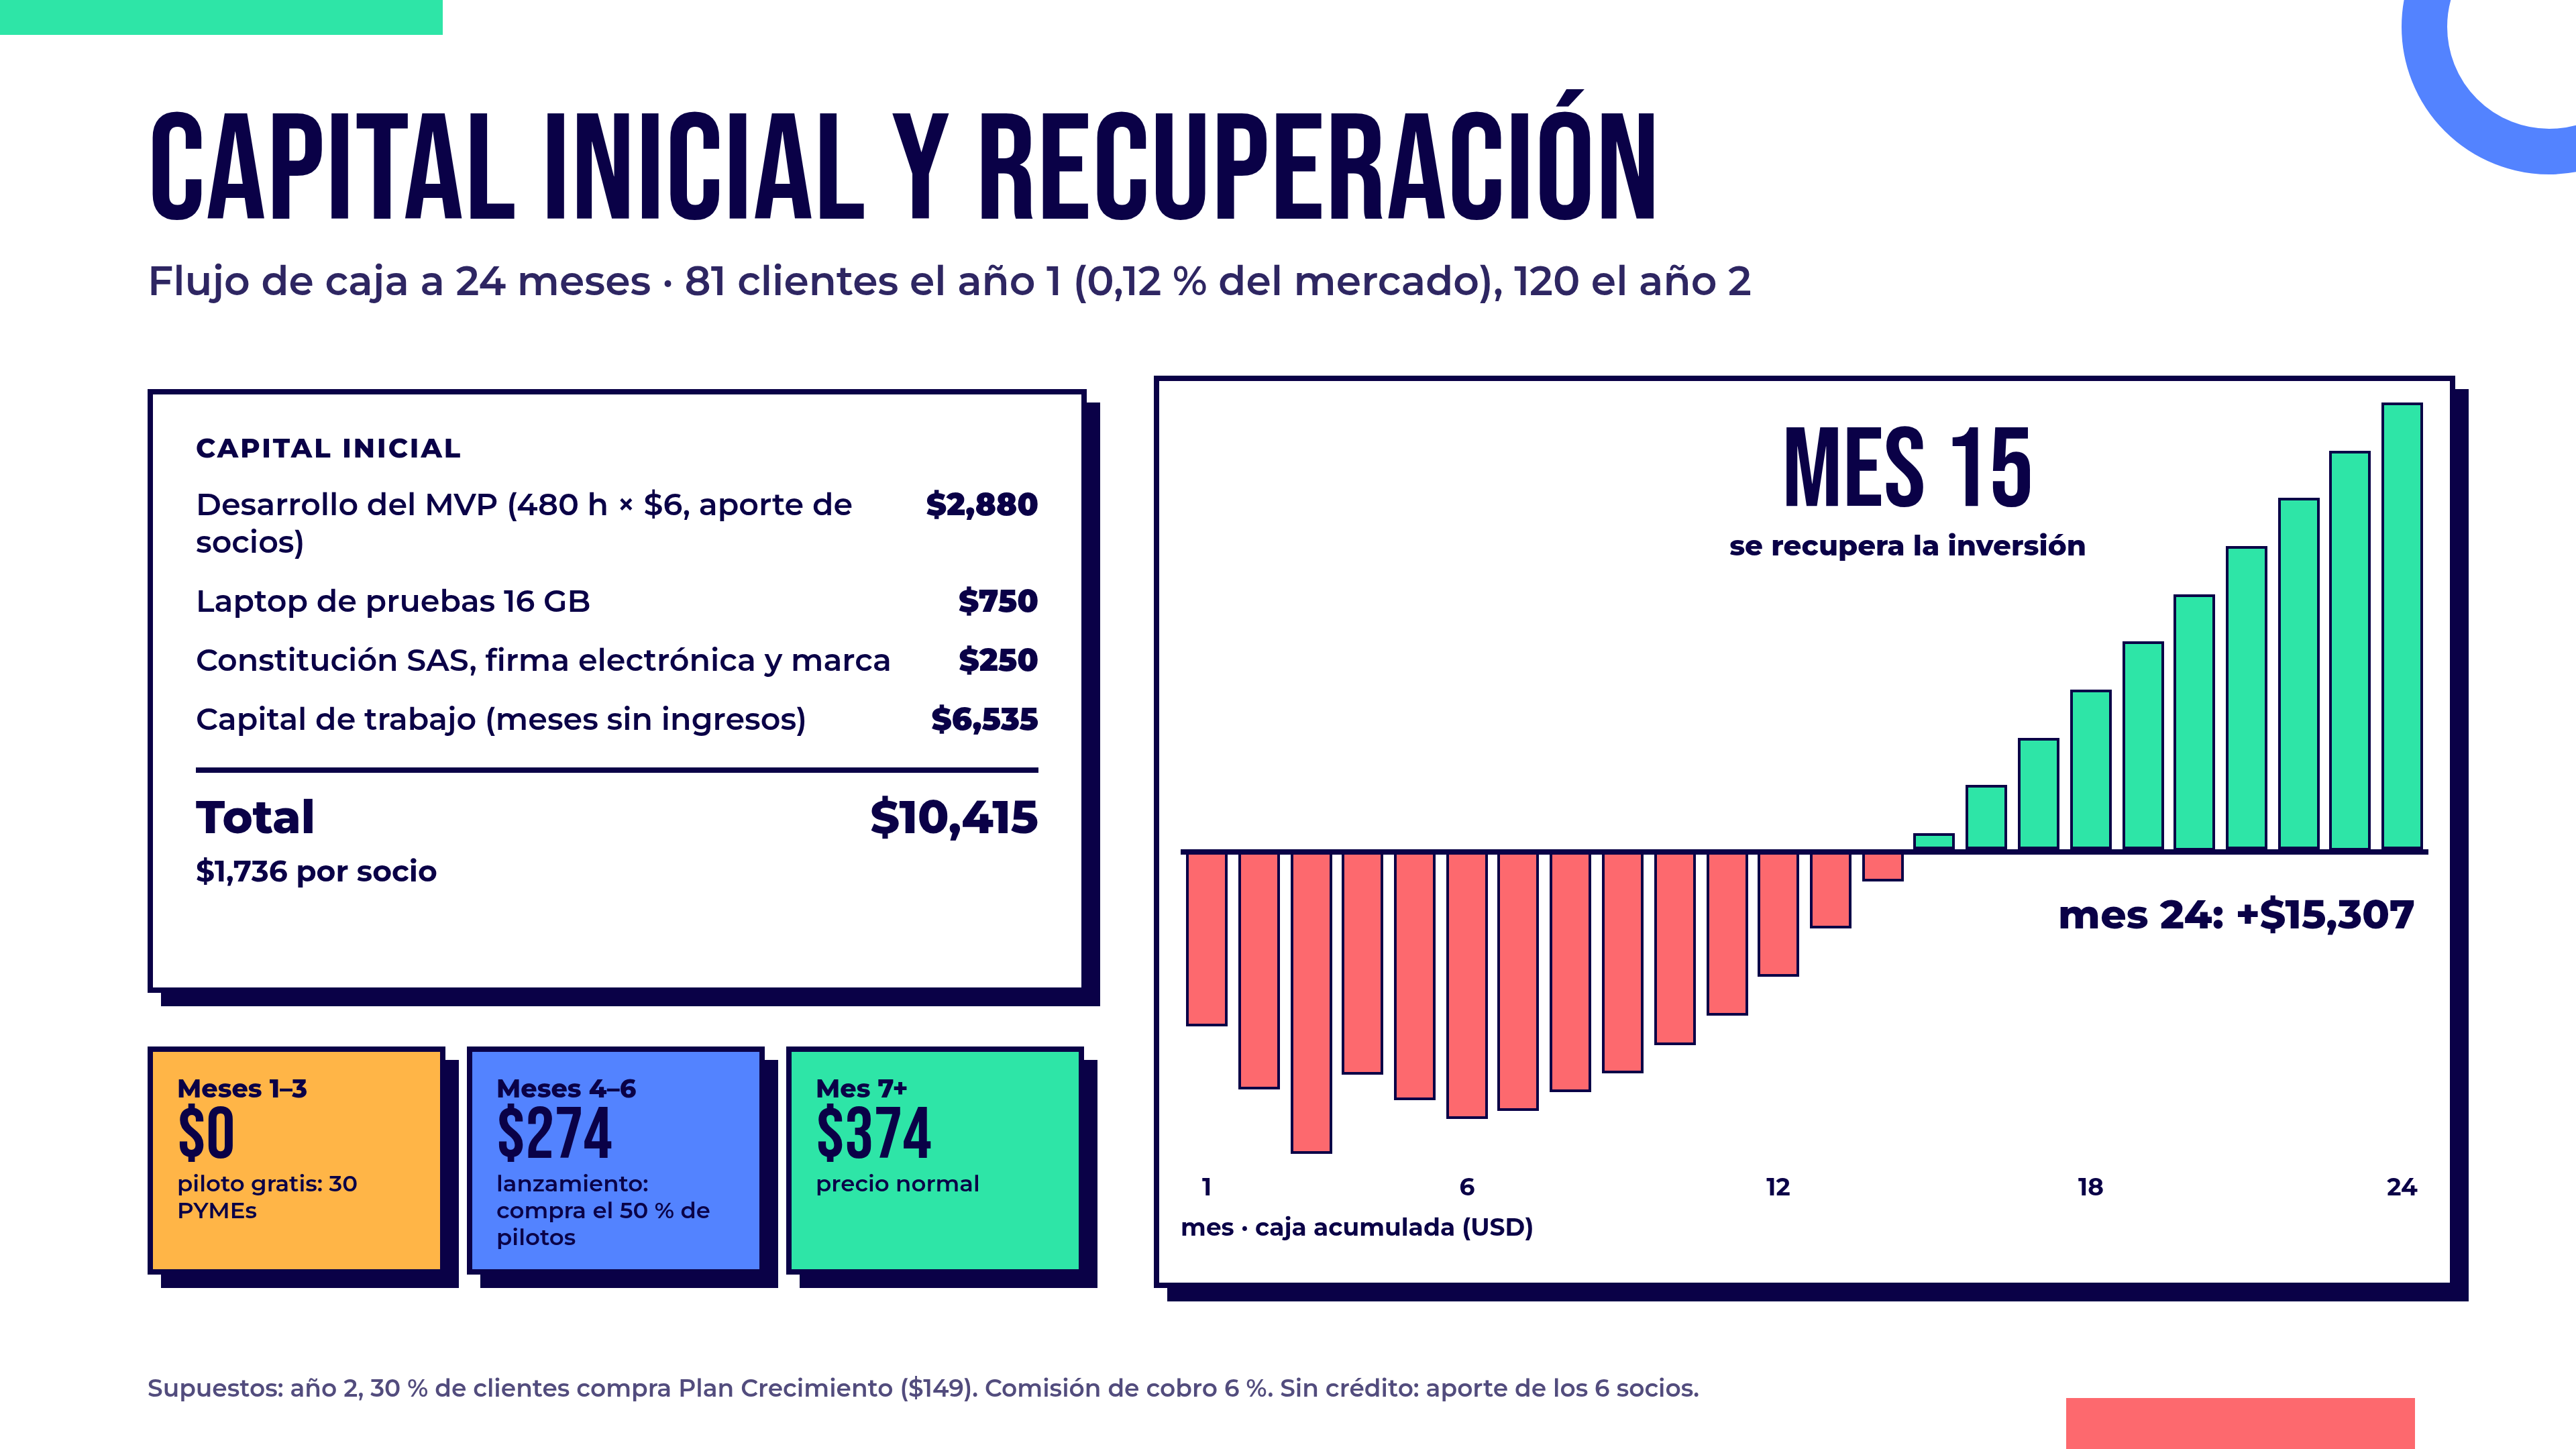 CAPITAL INICIAL Y RECUPERACIÓN
Flujo de caja a 24 meses · 81 clientes el año 1 (0,12 % del mercado), 120 el año 2
CAPITAL INICIAL
Desarrollo del MVP (480 h × $6, aporte de socios) $2,880
Laptop de pruebas 16 GB $750
Constitución SAS, firma electrónica y marca $250
Capital de trabajo (meses sin ingresos) $6,535
Total $10,415
$1,736 por socio
Meses 1–3
$0
piloto gratis: 30
PYMEs
Meses 4–6
$274
lanzamiento:
compra el 50 % de
pilotos
Mes 7+
$374
precio normal
MES 15
se recupera la inversión
mes 24: +$15,307
1 6 12 18 24
mes · caja acumulada (USD)
Supuestos: año 2, 30 % de clientes compra Plan Crecimiento ($149). Comisión de cobro 6 %. Sin crédito: aporte de los 6 socios.